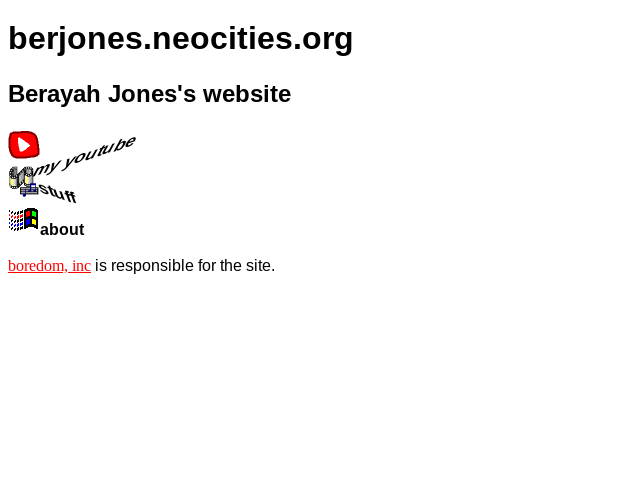 berjones.neocities.org
Berayah Jones's website
my youtube
stuff
about
boredom, inc is responsible for the site.